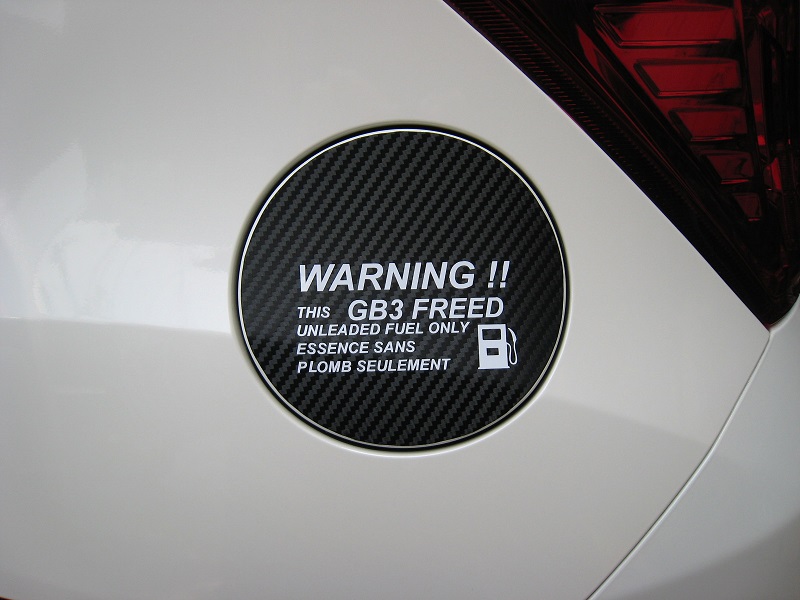 WARNING !!
THIS GB3 FREED
UNLEADED FUEL ONLY
ESSENCE SANS
PLOMB SEULEMENT